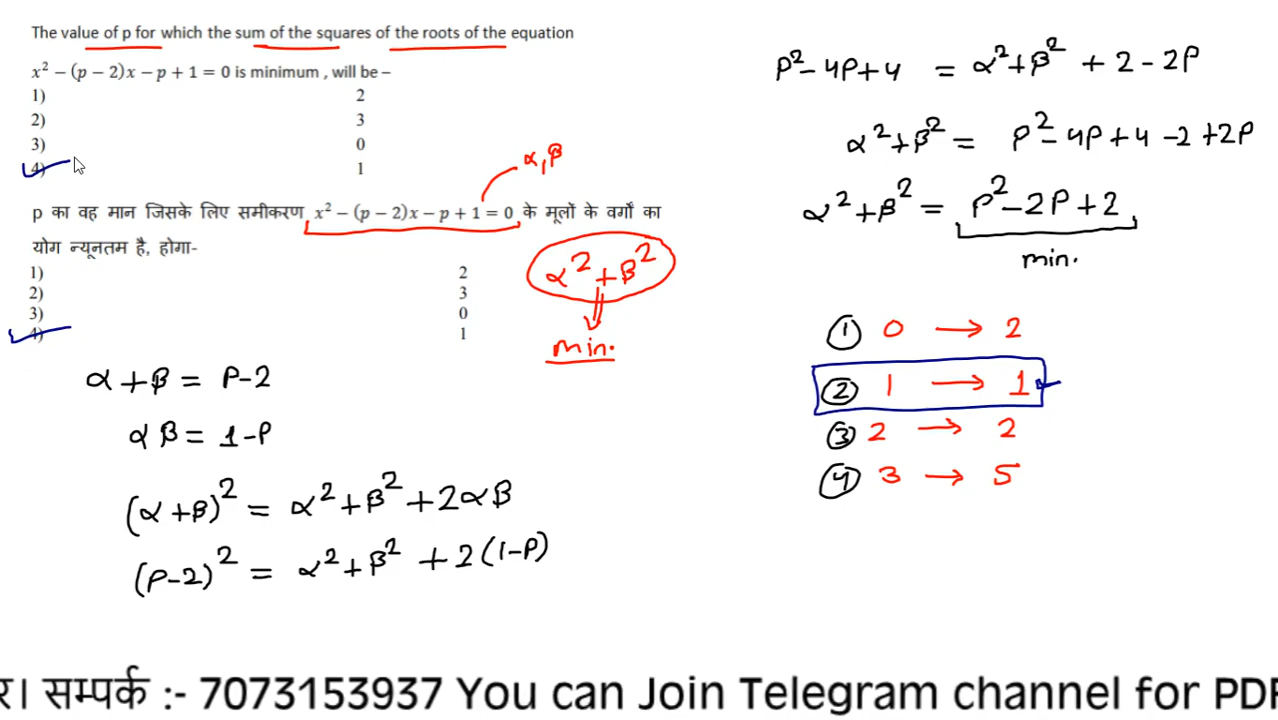 The value of p for which the sum of the squares of the roots of the equation
x² − (p − 2)x − p + 1 = 0 is minimum , will be –
1) 2
2) 3
3) 0
4) 1
p का वह मान जिसके लिए समीकरण x² − (p − 2)x − p + 1 = 0 के मूलों के वर्गों का
योग न्यूनतम है, होगा-
1) 2
2) 3
3) 0
4) 1
α, β
α² + β²
min.
α + β = P-2
α β = 1-P
(α + β)² = α² + β² + 2αβ
(P-2)² = α² + β² + 2(1-P)
P² - 4P + 4 = α² + β² + 2 - 2P
α² + β² = P² - 4P + 4 - 2 + 2P
α² + β² = P² - 2P + 2
min.
① 0 → 2
② 1 → 1
③ 2 → 2
④ 3 → 5
र। सम्पर्क :- 7073153937 You can Join Telegram channel for PDF